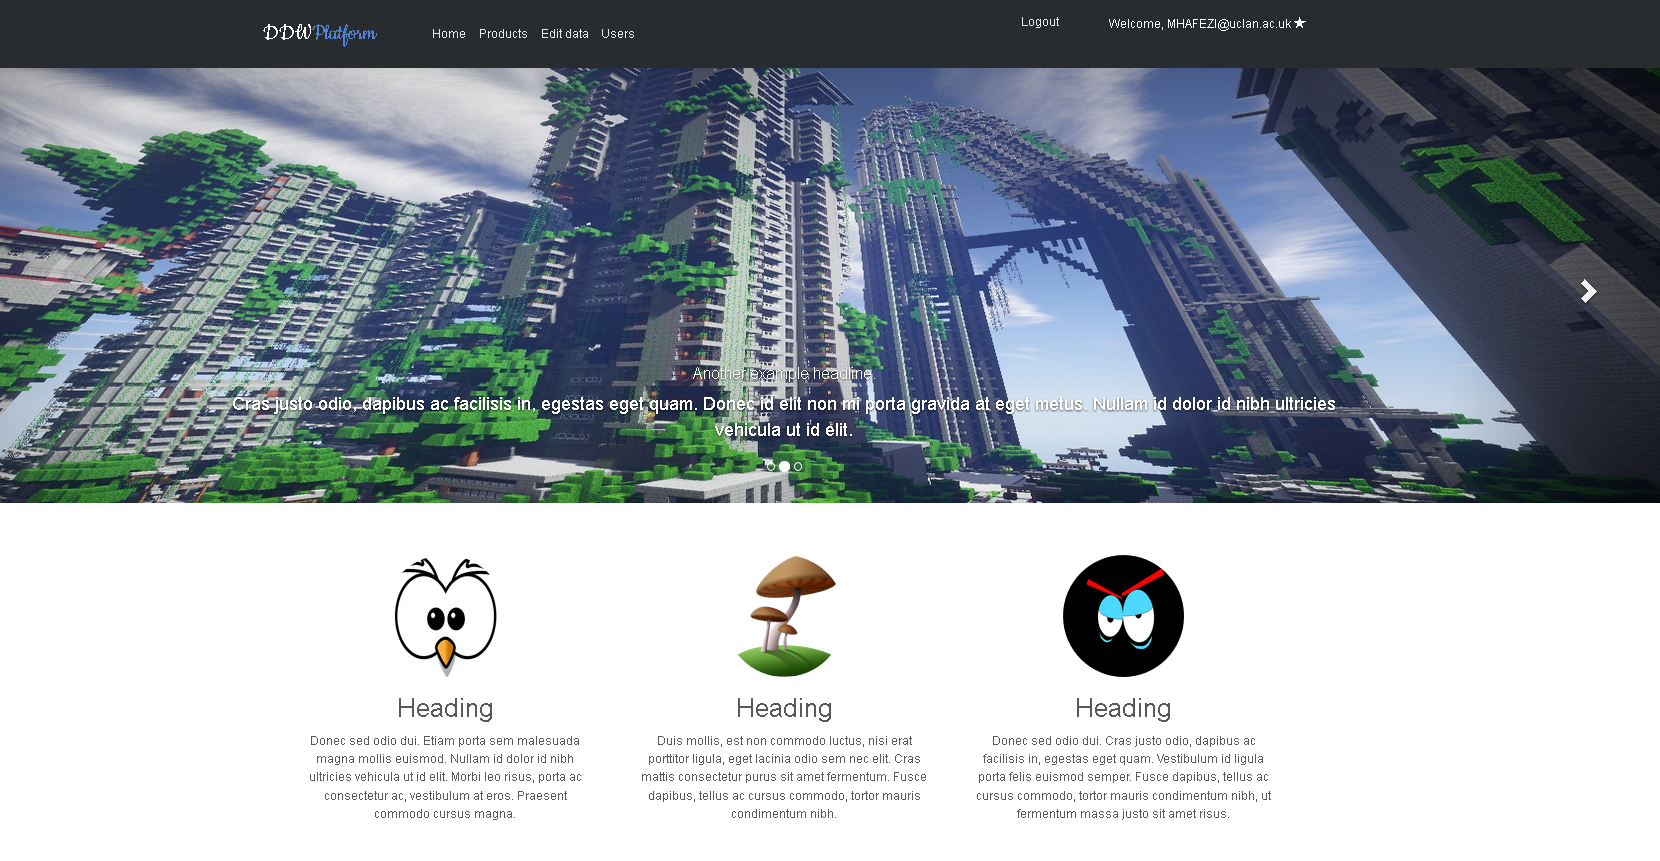 DDWPlatform
Home Products Edit data Users
Logout Welcome, MHAFEZI@uclan.ac.uk★
Another example headline.
Cras justo odio, dapibus ac facilisis in, egestas eget quam. Donec id elit non mi porta gravida at eget metus. Nullam id dolor id nibh ultricies
vehicula ut id elit.
Heading
Donec sed odio dui. Etiam porta sem malesuada
magna mollis euismod. Nullam id dolor id nibh
ultricies vehicula ut id elit. Morbi leo risus, porta ac
consectetur ac, vestibulum at eros. Praesent
commodo cursus magna.
Heading
Duis mollis, est non commodo luctus, nisi erat
porttitor ligula, eget lacinia odio sem nec elit. Cras
mattis consectetur purus sit amet fermentum. Fusce
dapibus, tellus ac cursus commodo, tortor mauris
condimentum nibh.
Heading
Donec sed odio dui. Cras justo odio, dapibus ac
facilisis in, egestas eget quam. Vestibulum id ligula
porta felis euismod semper. Fusce dapibus, tellus ac
cursus commodo, tortor mauris condimentum nibh, ut
fermentum massa justo sit amet risus.